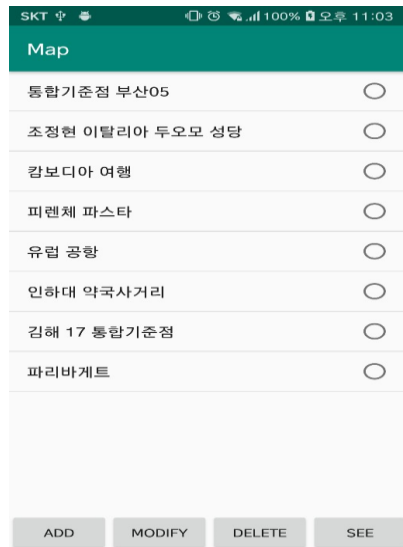 SKT 100% 오후 11:03
Map
통합기준점 부산05
조정현 이탈리아 두오모 성당
캄보디아 여행
피렌체 파스타
유럽 공항
인하대 약국사거리
김해 17 통합기준점
파리바게트
ADD MODIFY DELETE SEE